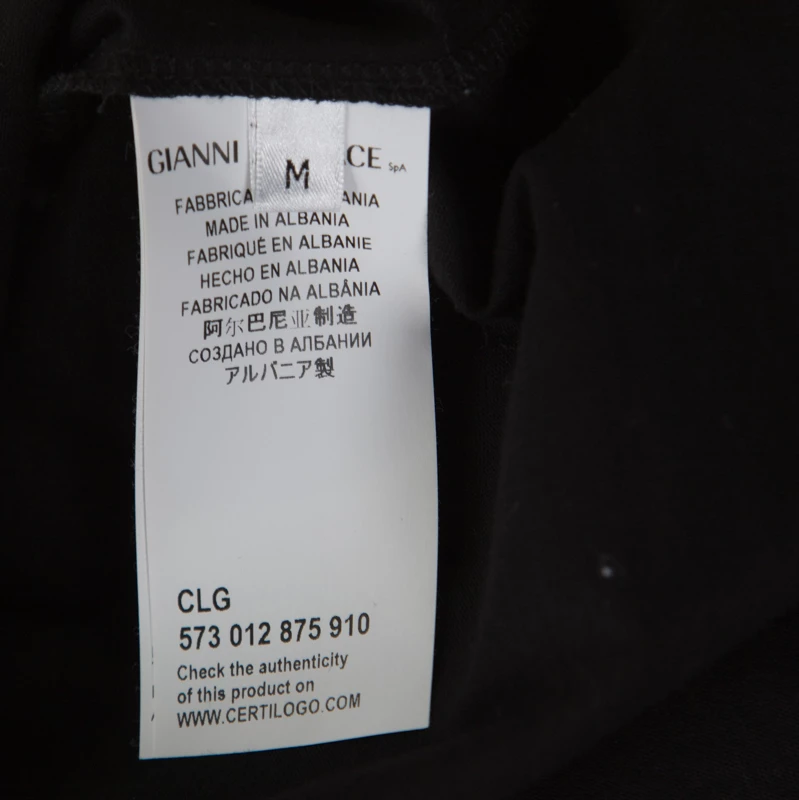 GIANNI CE SpA
M
FABBRICA ANIA
MADE IN ALBANIA
FABRIQUÉ EN ALBANIE
HECHO EN ALBANIA
FABRICADO NA ALBÂNIA
阿尔巴尼亚制造
СОЗДАНО В АЛБАНИИ
アルバニア製
CLG
573 012 875 910
Check the authenticity
of this product on
WWW.CERTILOGO.COM